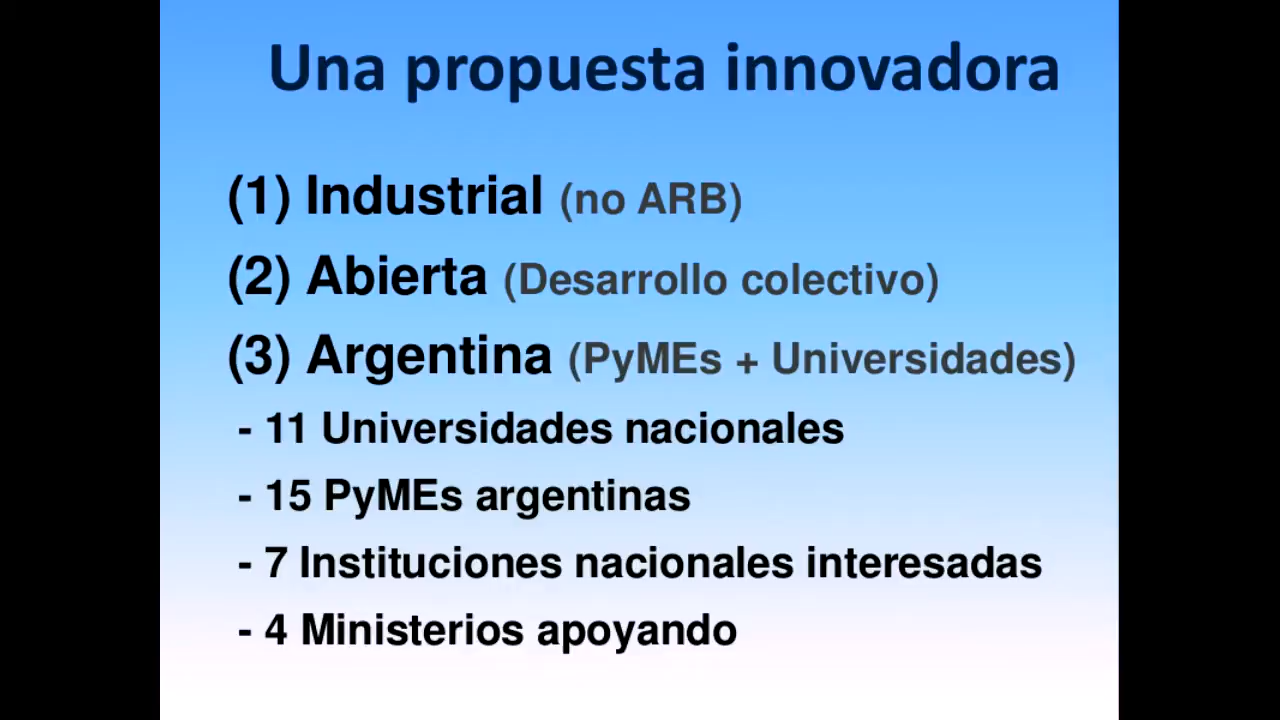 Una propuesta innovadora
(1) Industrial (no ARB)
(2) Abierta (Desarrollo colectivo)
(3) Argentina (PyMEs + Universidades)
- 11 Universidades nacionales
- 15 PyMEs argentinas
- 7 Instituciones nacionales interesadas
- 4 Ministerios apoyando